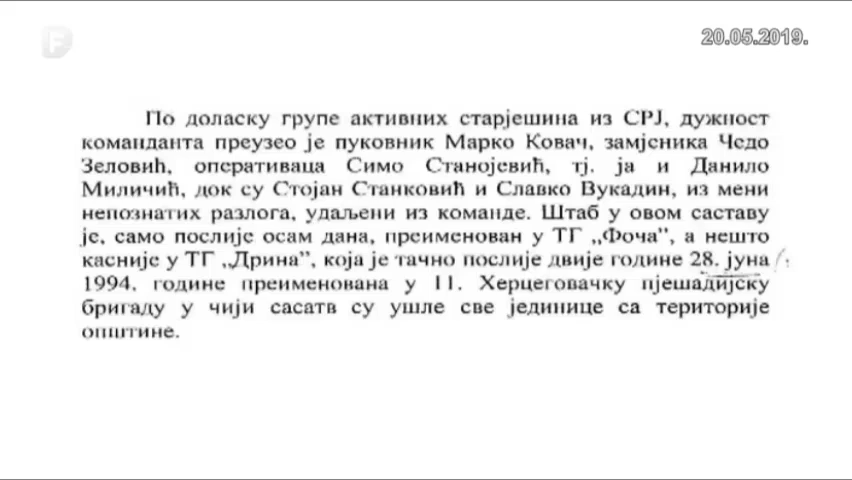 F
20.05.2019.
По доласку групе активних старјешина из СРЈ, дужност
команданта преузео је пуковник Марко Ковач, замјсеника Чедо
Зеловић, оперативаца Симо Станојевић, тј. ја и Данило
Миличић, док су Стојан Станковић и Славко Вукадин, из мени
непознатих разлога, удаљени из команде. Штаб у овом саставу
је, само послије осам дана, преименован у ТГ „Фоча”, а нешто
касније у ТГ „Дрина”, која је тачно послије двије године 28. јуна
1994. године преименована у 11. Херцеговачку пјешадијску
бригаду у чији сасатв су ушле све јединице са територије
општине.